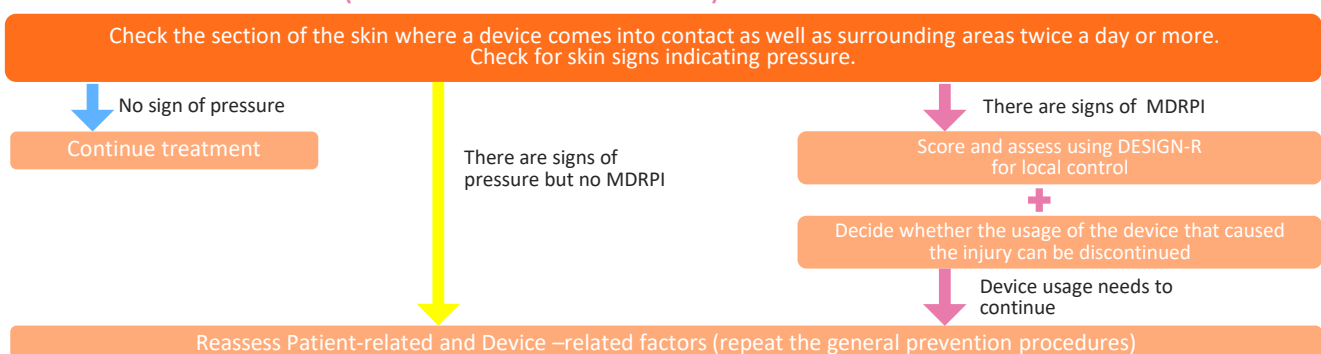 Check the section of the skin where a device comes into contact as well as surrounding areas twice a day or more.
Check for skin signs indicating pressure.
No sign of pressure
There are signs of MDRPI
Continue treatment
There are signs of
pressure but no MDRPI
Score and assess using DESIGN-R
for local control
+
Decide whether the usage of the device that caused
the injury can be discontinued
Device usage needs to
continue
Reassess Patient-related and Device –related factors (repeat the general prevention procedures)